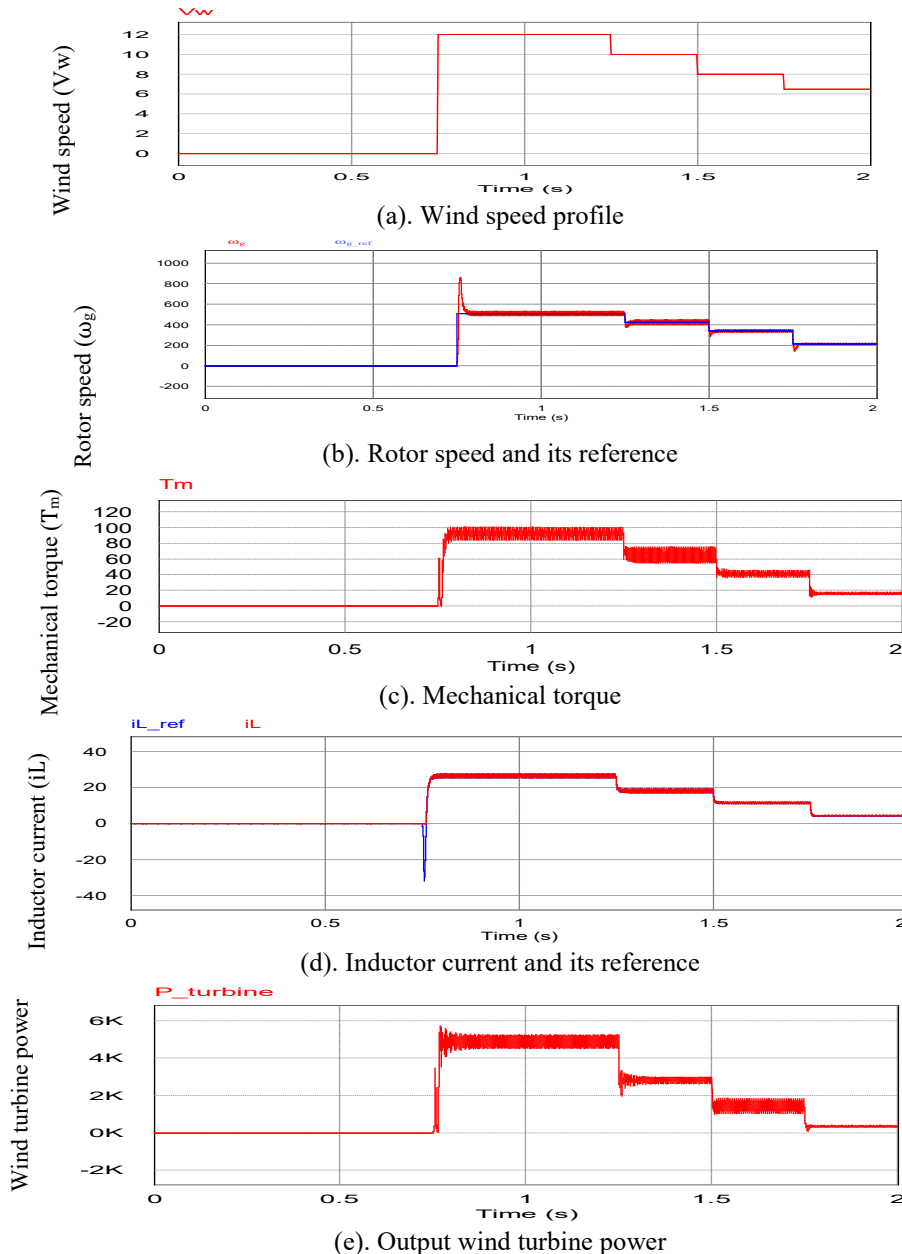 Vw
Wind speed (Vw)
12
10
8
6
4
2
0
0 0.5 1 1.5 2
Time (s)
(a). Wind speed profile
ωg ωg_ref
Rotor speed (ωg)
1000
800
600
400
200
0
-200
0 0.5 1 1.5 2
Time (s)
(b). Rotor speed and its reference
Tm
Mechanical torque (Tm)
120
100
80
60
40
20
0
-20
0 0.5 1 1.5 2
Time (s)
(c). Mechanical torque
iL_ref iL
Inductor current (iL)
40
20
0
-20
-40
0 0.5 1 1.5 2
Time (s)
(d). Inductor current and its reference
P_turbine
Wind turbine power
6K
4K
2K
0K
-2K
0 0.5 1 1.5 2
Time (s)
(e). Output wind turbine power